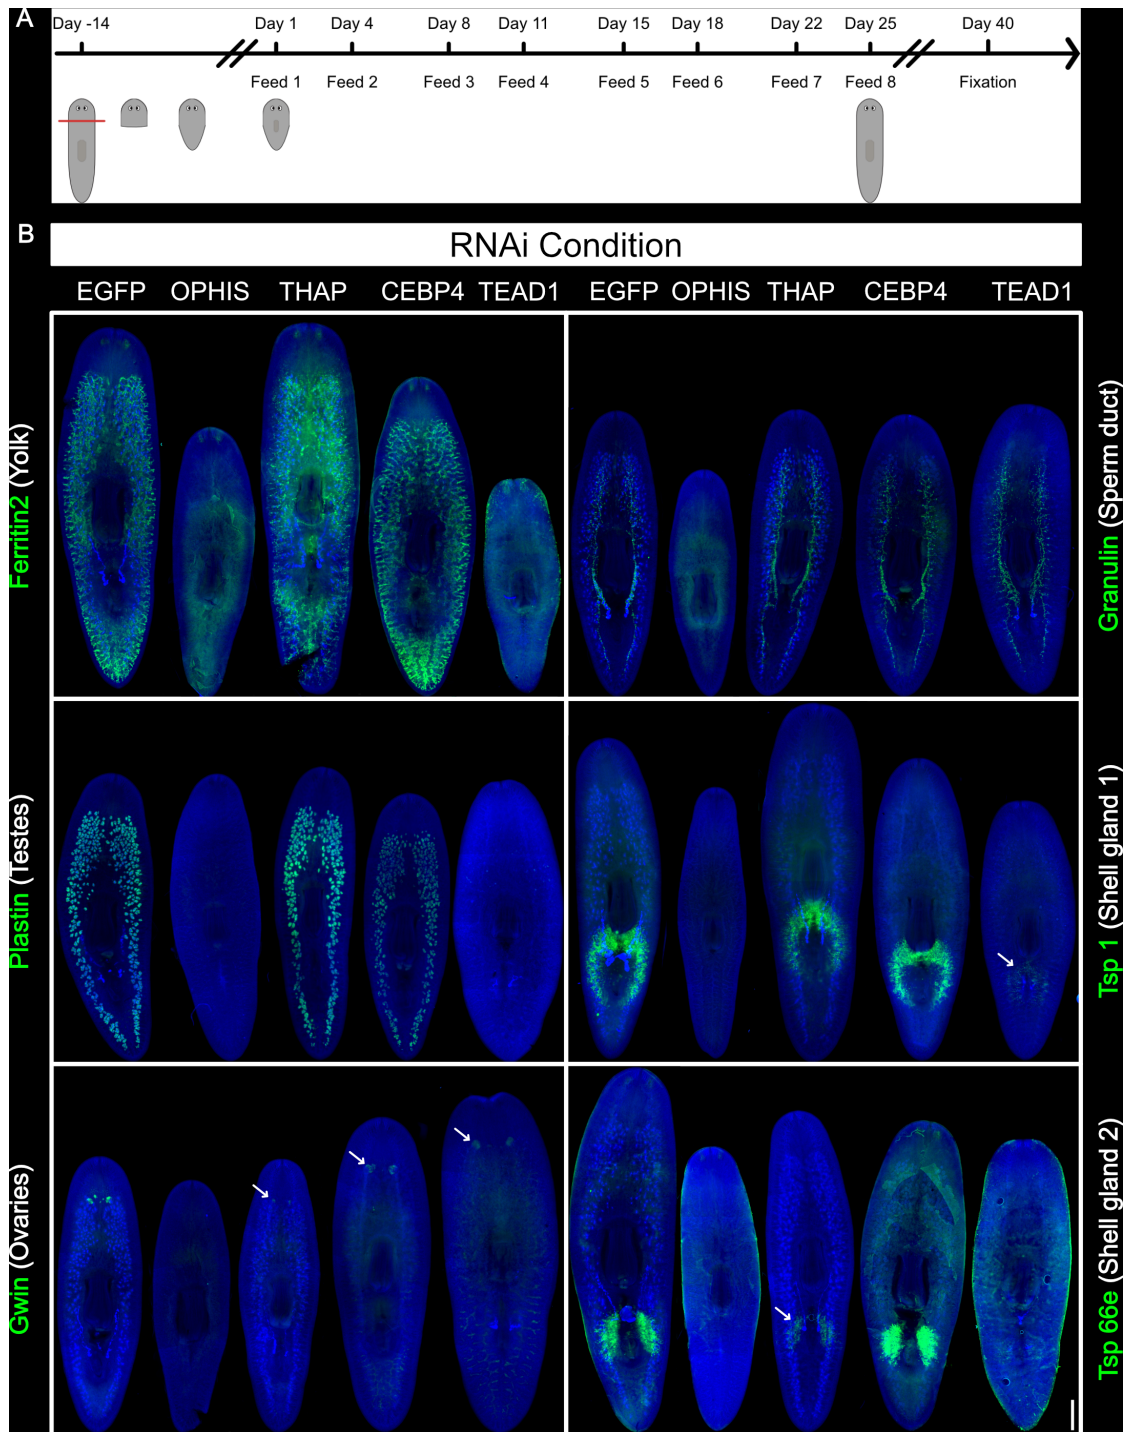 A
Day -14 Day 1 Day 4 Day 8 Day 11 Day 15 Day 18 Day 22 Day 25 Day 40
Feed 1 Feed 2 Feed 3 Feed 4 Feed 5 Feed 6 Feed 7 Feed 8 Fixation
B
RNAi Condition
EGFP OPHIS THAP CEBP4 TEAD1 EGFP OPHIS THAP CEBP4 TEAD1
Ferritin2 (Yolk)
Granulin (Sperm duct)
Plastin (Testes)
Tsp 1 (Shell gland 1)
Gwin (Ovaries)
Tsp 66e (Shell gland 2)